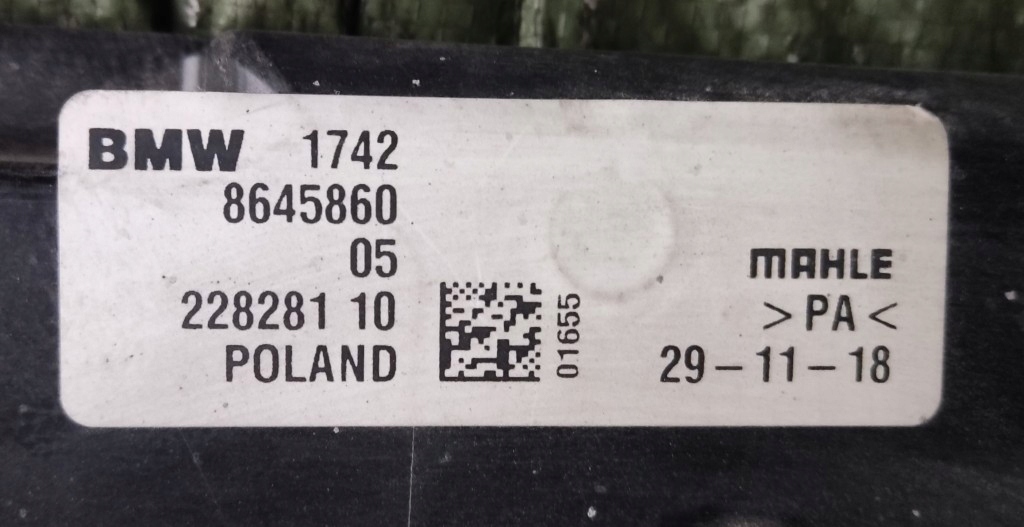 BMW 1742
8645860
05
228281 10
POLAND
01655
MAHLE
>PA<
29-11-18